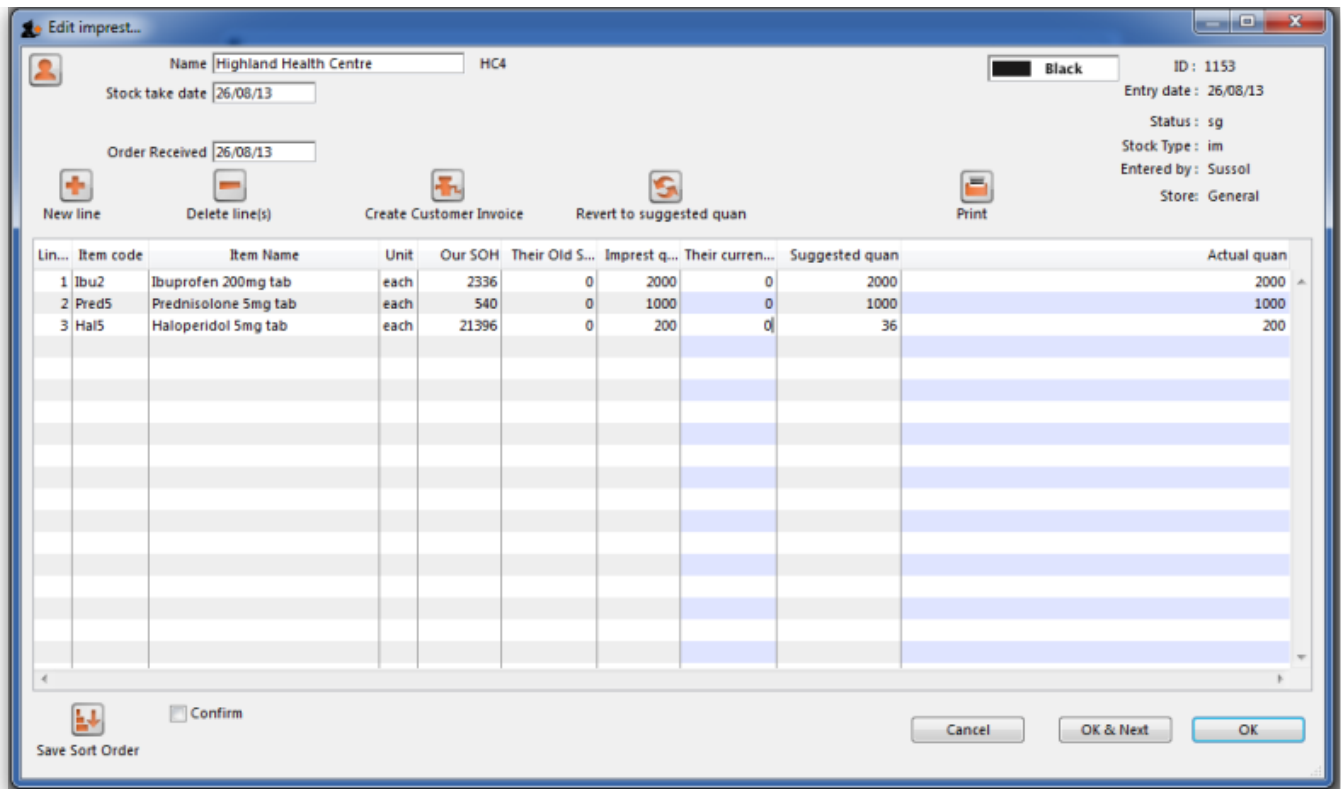 Edit imprest...
Name Highland Health Centre HC4 Black ID : 1153
Stock take date 26/08/13 Entry date : 26/08/13
Status : sg
Order Received 26/08/13 Stock Type : im
Entered by : Sussol
Store: General
New line Delete line(s) Create Customer Invoice Revert to suggested quan Print
Lin... Item code Item Name Unit Our SOH Their Old S... Imprest q... Their curren... Suggested quan Actual quan
1 Ibu2 Ibuprofen 200mg tab each 2336 0 2000 0 2000 2000
2 Pred5 Prednisolone 5mg tab each 540 0 1000 0 1000 1000
3 Hal5 Haloperidol 5mg tab each 21396 0 200 0 36 200
Confirm
Save Sort Order Cancel OK & Next OK